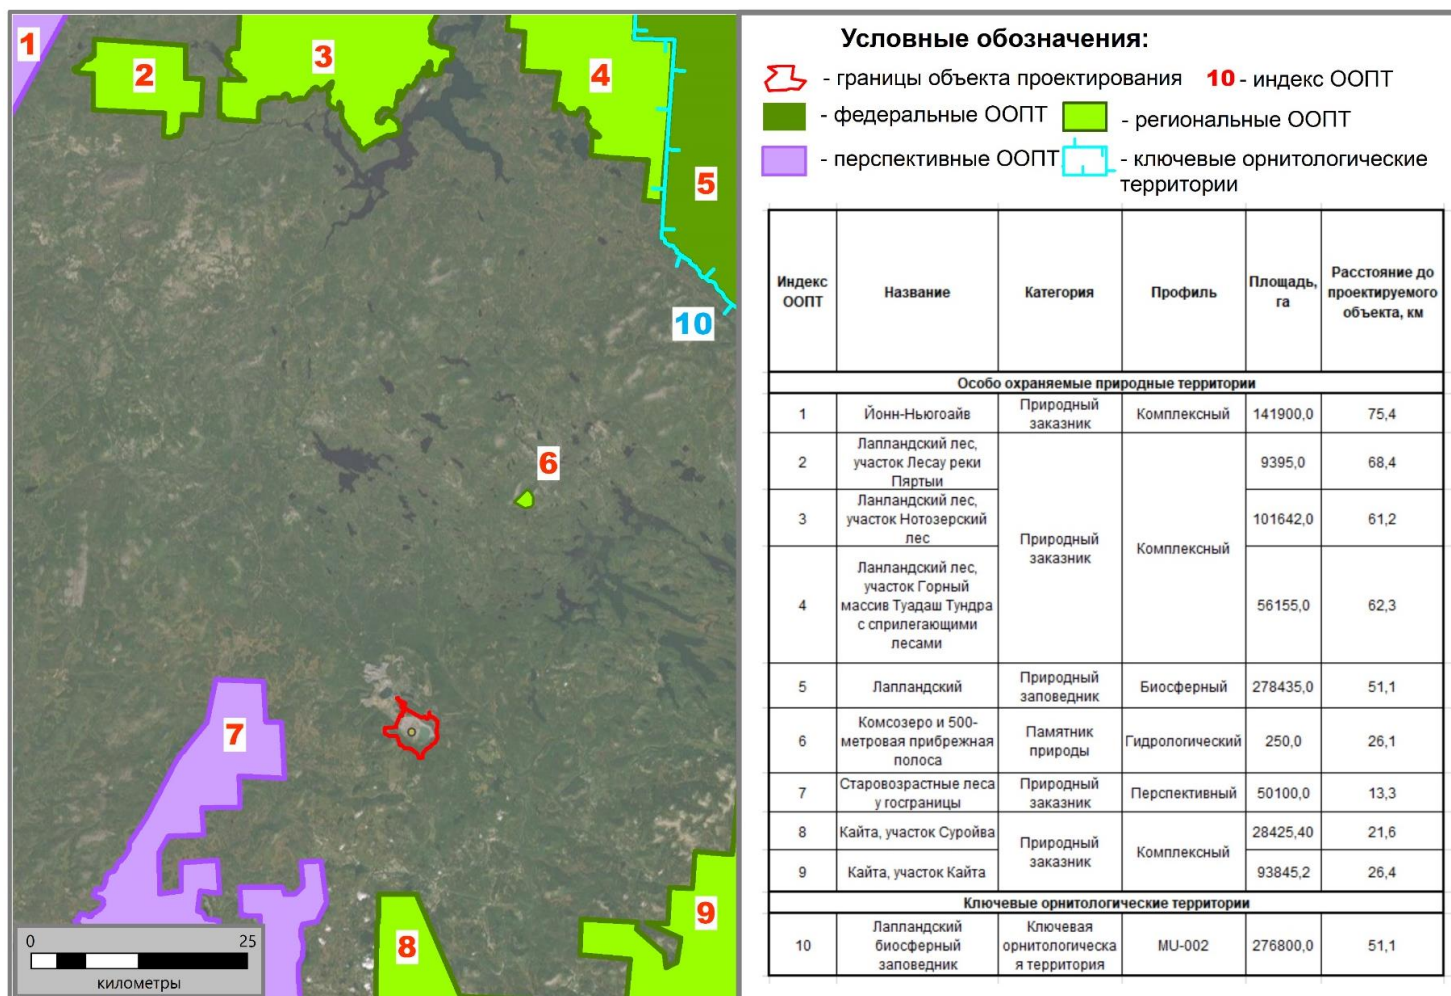 1
2
3
4
5
10
6
7
8
9
0 25
километры
Условные обозначения:
- границы объекта проектирования 10 - индекс ООПТ
- федеральные ООПТ - региональные ООПТ
- перспективные ООПТ - ключевые орнитологические
территории
Индекс
ООПТ
Название
Категория
Профиль
Площадь,
га
Расстояние до
проектируемого
объекта, км
Особо охраняемые природные территории
1
Йонн-Ньюгоайв
Природный
заказник
Комплексный
141900,0
75,4
2
Лапландский лес,
участок Лесау реки
Пяртыи
9395,0
68,4
3
Ланландский лес,
участок Нотозерский
лес
Природный
заказник
Комплексный
101642,0
61,2
4
Ланландский лес,
участок Горный
массив Туадаш Тундра
с сприлегающими
лесами
56155,0
62,3
5
Лапландский
Природный
заповедник
Биосферный
278435,0
51,1
6
Комсозеро и 500-
метровая прибрежная
полоса
Памятник
природы
Гидрологический
250,0
26,1
7
Старовозрастные леса
у госграницы
Природный
заказник
Перспективный
50100,0
13,3
8
Кайта, участок Суройва
Природный
заказник
Комплексный
28425,40
21,6
9
Кайта, участок Кайта
93845,2
26,4
Ключевые орнитологические территории
10
Лапландский
биосферный
заповедник
Ключевая
орнитологическа
я территория
MU-002
276800,0
51,1